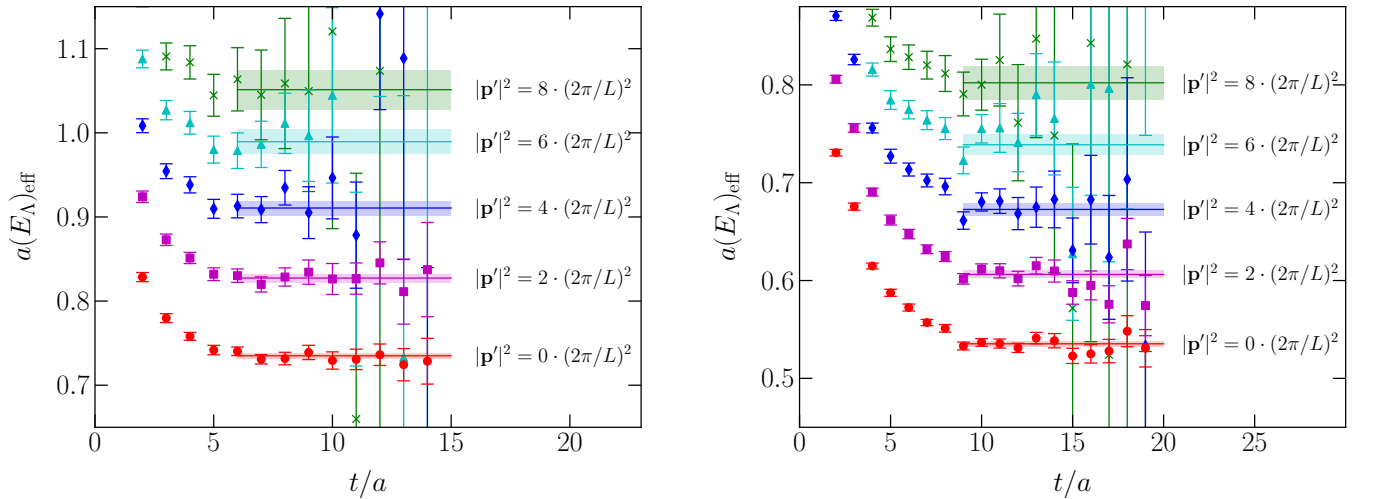 1.1
1.0
0.9
0.8
0.7
a(E_Λ)_eff
0
5
10
15
20
t/a
|p′|² = 8 · (2π/L)²
|p′|² = 6 · (2π/L)²
|p′|² = 4 · (2π/L)²
|p′|² = 2 · (2π/L)²
|p′|² = 0 · (2π/L)²
0.8
0.7
0.6
0.5
a(E_Λ)_eff
0
5
10
15
20
25
t/a
|p′|² = 8 · (2π/L)²
|p′|² = 6 · (2π/L)²
|p′|² = 4 · (2π/L)²
|p′|² = 2 · (2π/L)²
|p′|² = 0 · (2π/L)²